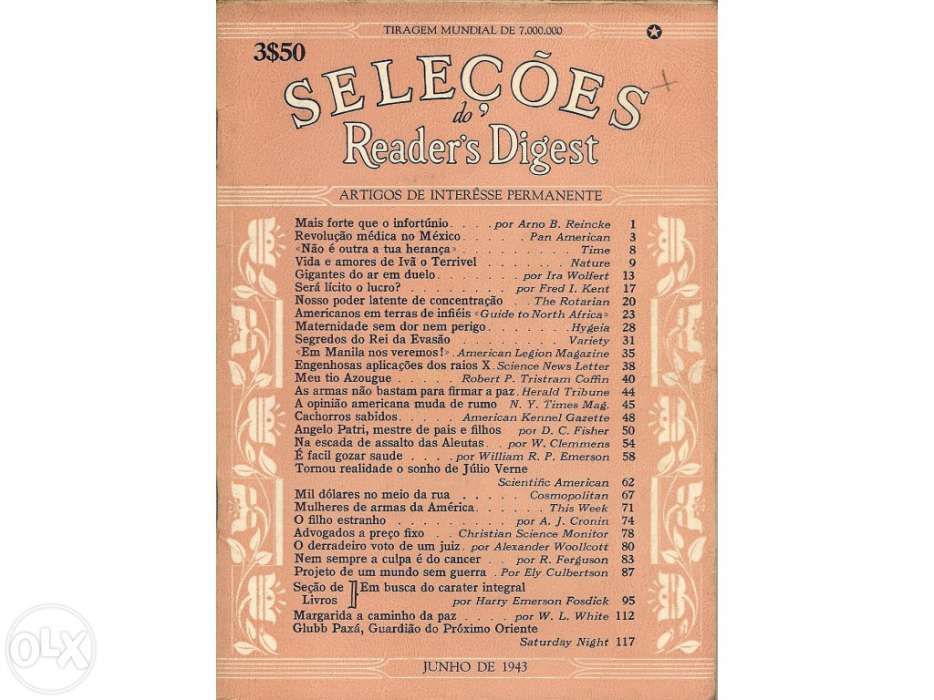 TIRAGEM MUNDIAL DE 7.000.000
3$50
SELEÇÕES
do
Reader's Digest
ARTIGOS DE INTERÊSSE PERMANENTE
Mais forte que o infortúnio. . . . por Arno B. Reincke 1
Revolução médica no México . . . . . Pan American 3
«Não é outra a tua herança» . . . . . . . . . Time 8
Vida e amores de Ivã o Terrivel . . . . . . . Nature 9
Gigantes do ar em duelo . . . . . . . por Ira Wolfert 13
Será lícito o lucro? . . . . . . . . . por Fred I. Kent 17
Nosso poder latente de concentração . . The Rotarian 20
Americanos em terras de infiéis «Guide to North Africa» 23
Maternidade sem dor nem perigo . . . . . . . Hygeia 28
Segredos do Rei da Evasão . . . . . . . . . Variety 31
«Em Manila nos veremos!» . American Legion Magazine 35
Engenhosas aplicações dos raios X. Science News Letter 38
Meu tio Azougue . . . . . Robert P. Tristram Coffin 40
As armas não bastam para firmar a paz. Herald Tribune 44
A opinião americana muda de rumo N. Y. Times Mag. 45
Cachorros sabidos . . . . . American Kennel Gazette 48
Angelo Patri, mestre de pais e filhos por D. C. Fisher 50
Na escada de assalto das Aleutas . . por W. Clemmens 54
É facil gozar saude . . . . por William R. P. Emerson 58
Tornou realidade o sonho de Júlio Verne
Scientific American 62
Mil dólares no meio da rua . . . . . Cosmopolitan 67
Mulheres de armas da América . . . . . . This Week 71
O filho estranho . . . . . . . . . por A. J. Cronin 74
Advogados a preço fixo . . Christian Science Monitor 78
O derradeiro voto de um juiz . por Alexander Woollcott 80
Nem sempre a culpa é do cancer . . por R. Ferguson 83
Projeto de um mundo sem guerra . Por Ely Culbertson 87
Seção de Em busca do carater integral
Livros por Harry Emerson Fosdick 95
Margarida a caminho da paz . . . . por W. L. White 112
Glubb Paxá, Guardião do Próximo Oriente
Saturday Night 117
JUNHO DE 1943
OLX